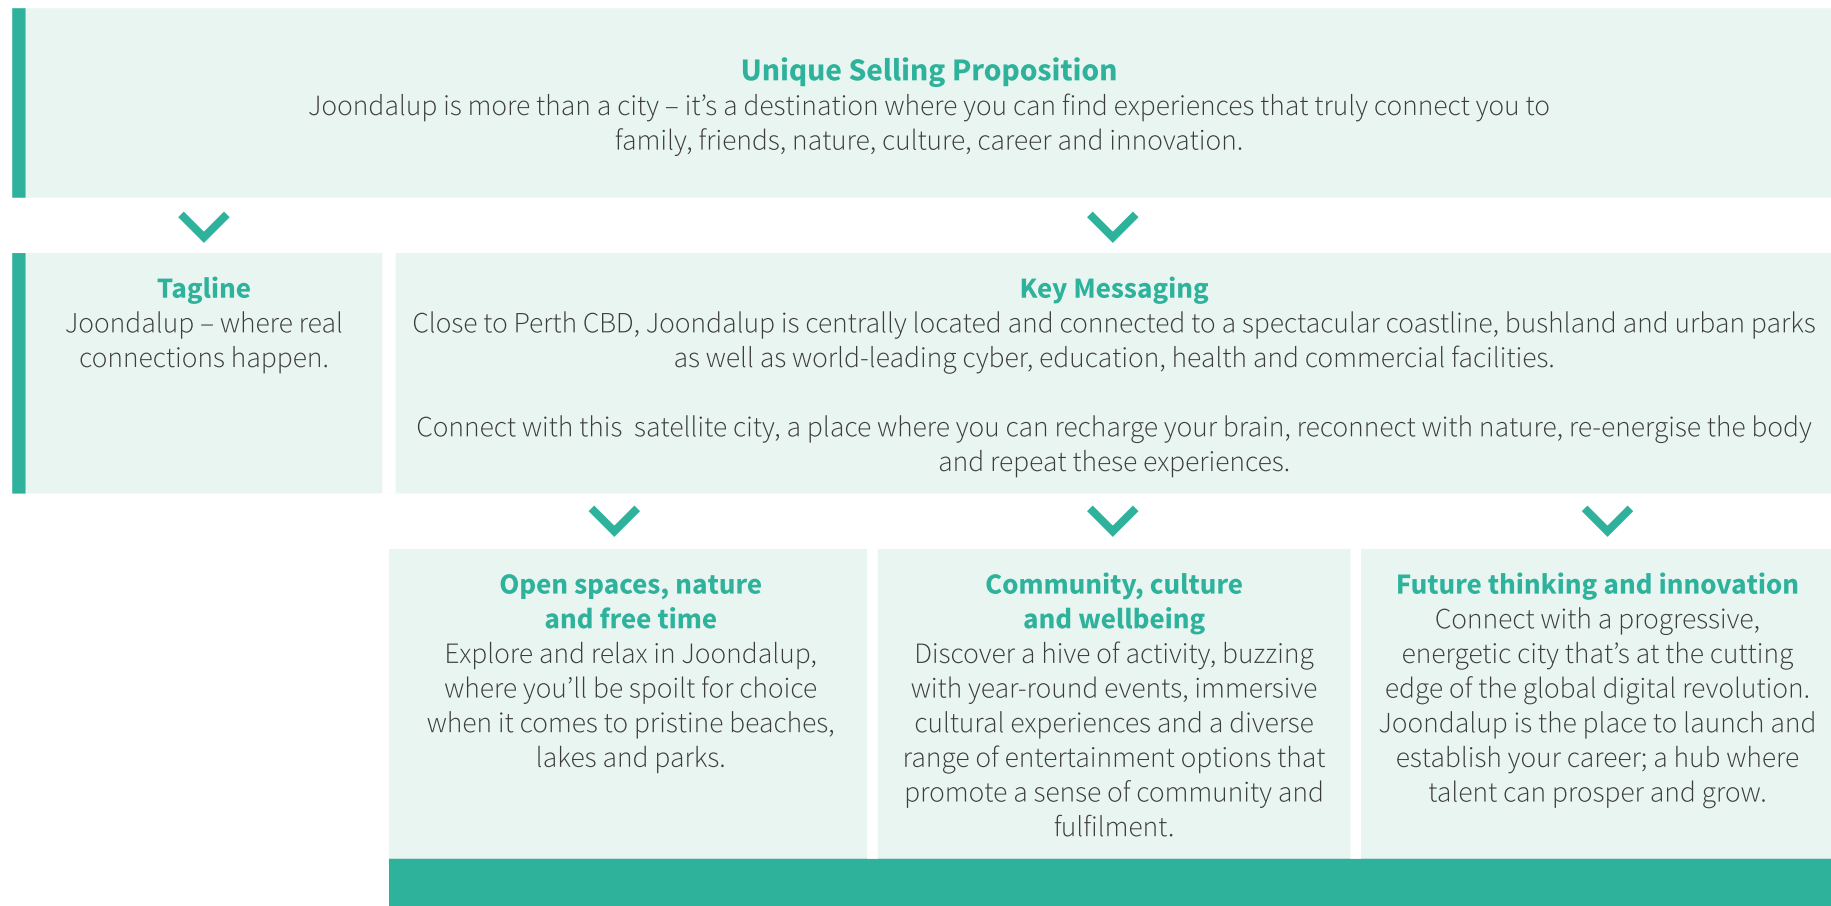 Unique Selling Proposition
Joondalup is more than a city – it’s a destination where you can find experiences that truly connect you to
family, friends, nature, culture, career and innovation.
Tagline
Joondalup – where real
connections happen.
Key Messaging
Close to Perth CBD, Joondalup is centrally located and connected to a spectacular coastline, bushland and urban parks
as well as world-leading cyber, education, health and commercial facilities.
Connect with this  satellite city, a place where you can recharge your brain, reconnect with nature, re-energise the body
and repeat these experiences.
Open spaces, nature
and free time
Explore and relax in Joondalup,
where you’ll be spoilt for choice
when it comes to pristine beaches,
lakes and parks.
Community, culture
and wellbeing
Discover a hive of activity, buzzing
with year-round events, immersive
cultural experiences and a diverse
range of entertainment options that
promote a sense of community and
fulfilment.
Future thinking and innovation
Connect with a progressive,
energetic city that’s at the cutting
edge of the global digital revolution.
Joondalup is the place to launch and
establish your career; a hub where
talent can prosper and grow.